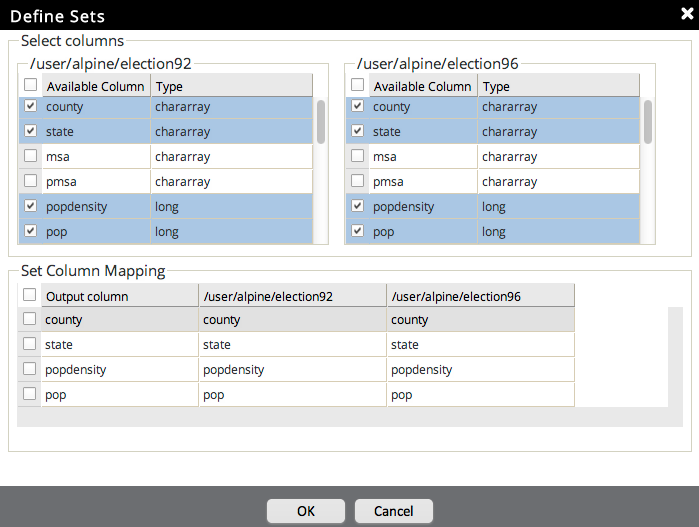 Define Sets
Select columns
/user/alpine/election92
Available Column Type
county chararray
state chararray
msa chararray
pmsa chararray
popdensity long
pop long
/user/alpine/election96
Available Column Type
county chararray
state chararray
msa chararray
pmsa chararray
popdensity long
pop long
Set Column Mapping
Output column /user/alpine/election92 /user/alpine/election96
county county county
state state state
popdensity popdensity popdensity
pop pop pop
OK Cancel